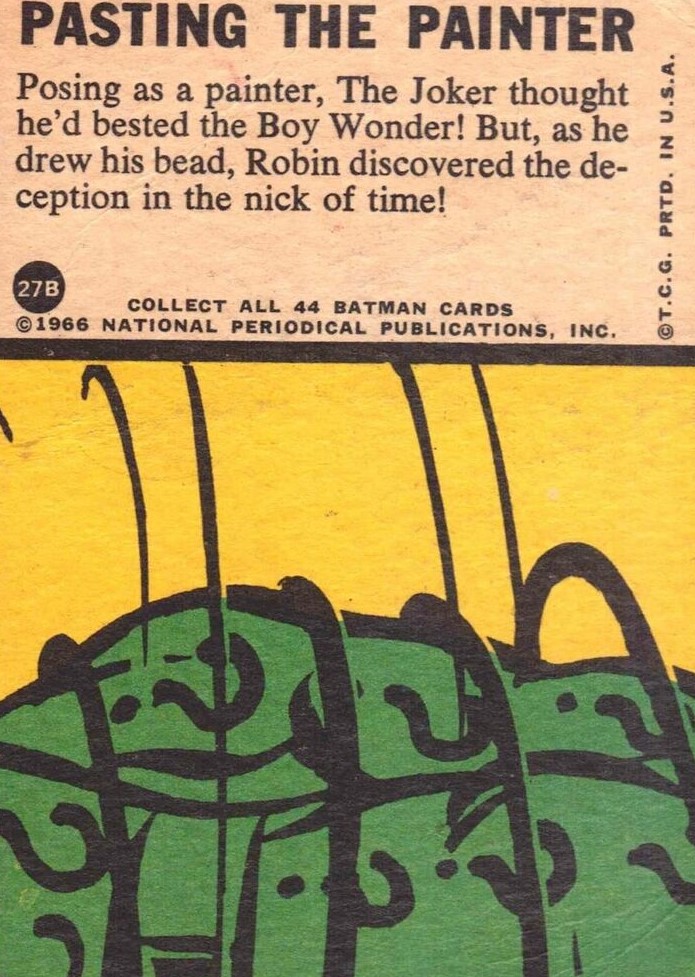 PASTING THE PAINTER
Posing as a painter, The Joker thought
he'd bested the Boy Wonder! But, as he
drew his bead, Robin discovered the de-
ception in the nick of time!
27B
COLLECT ALL 44 BATMAN CARDS
©1966 NATIONAL PERIODICAL PUBLICATIONS, INC.
©T.C.G. PRTD. IN U.S.A.